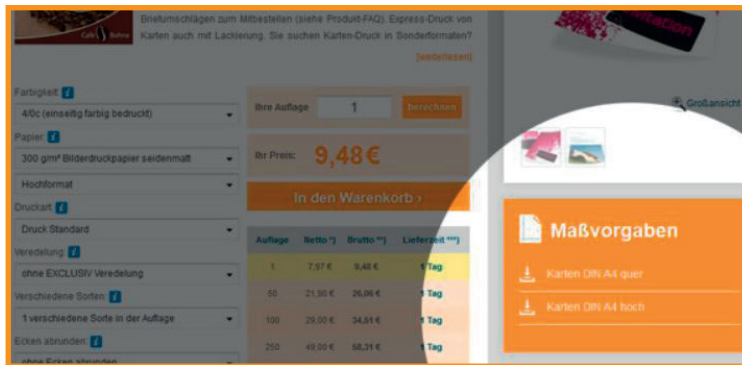 Café Bohne
Briefumschlägen zum Mitbestellen (siehe Produkt-FAQ). Express-Druck von
Karten auch mit Lackierung. Sie suchen Karten-Druck in Sonderformaten?
[weiterlesen]
Farbigkeit: i
4/0c (einseitig farbig bedruckt)
Papier: i
300 g/m² Bilderdruckpapier seidenmatt
Hochformat
Druckart: i
Druck Standard
Veredelung: i
ohne EXCLUSIV Veredelung
Verschiedene Sorten: i
1 verschiedene Sorte in der Auflage
Ecken abrunden: i
ohne Ecken abrunden
Ihre Auflage 1 berechnen
Ihr Preis: 9,48 €
In den Warenkorb ›
Auflage Netto *) Brutto **) Lieferzeit ***)
1 7,97 € 9,48 € 1 Tag
50 21,90 € 26,06 € 1 Tag
100 29,00 € 34,51 € 1 Tag
250 49,00 € 58,31 € 1 Tag
invitation
Großansicht
Maßvorgaben
Karten DIN A4 quer
Karten DIN A4 hoch